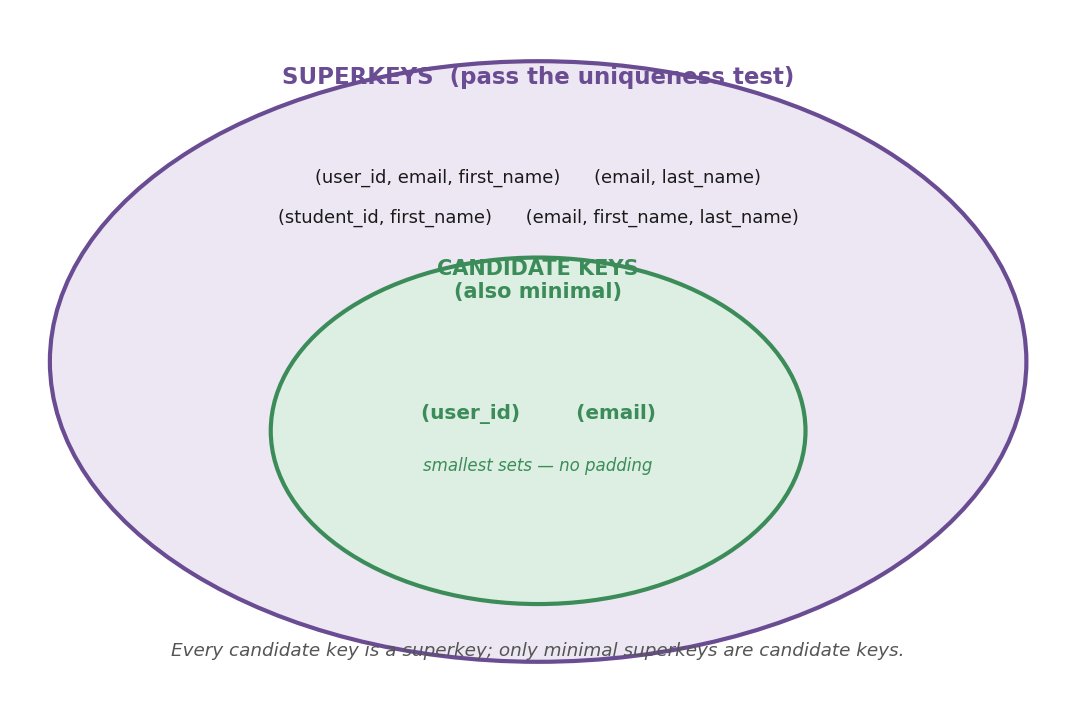 SUPERKEYS (pass the uniqueness test)
(user_id, email, first_name) (email, last_name)
(student_id, first_name) (email, first_name, last_name)
CANDIDATE KEYS
(also minimal)
(user_id) (email)
smallest sets — no padding
Every candidate key is a superkey; only minimal superkeys are candidate keys.